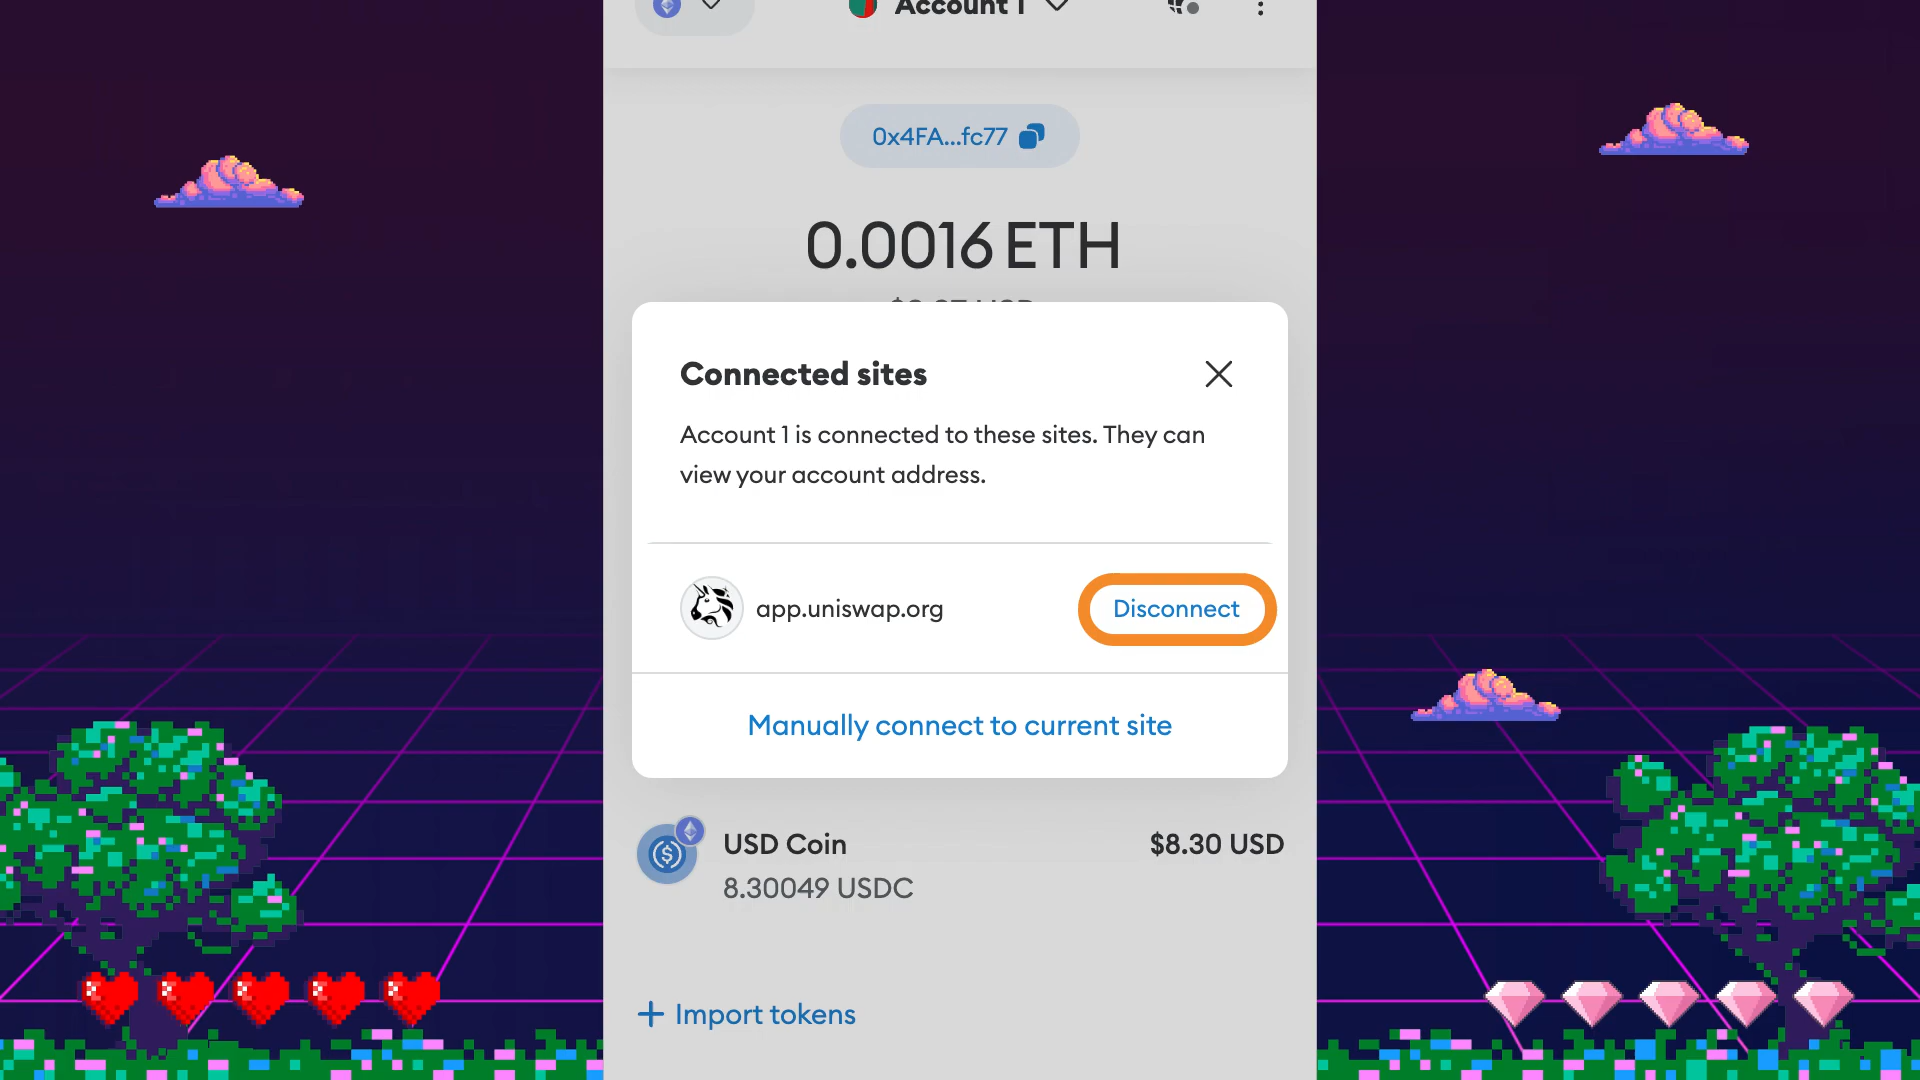 Account 1
0x4FA...fc77
0.0016 ETH
Connected sites
Account 1 is connected to these sites. They can
view your account address.
app.uniswap.org
Disconnect
Manually connect to current site
USD Coin
$8.30 USD
8.30049 USDC
Import tokens